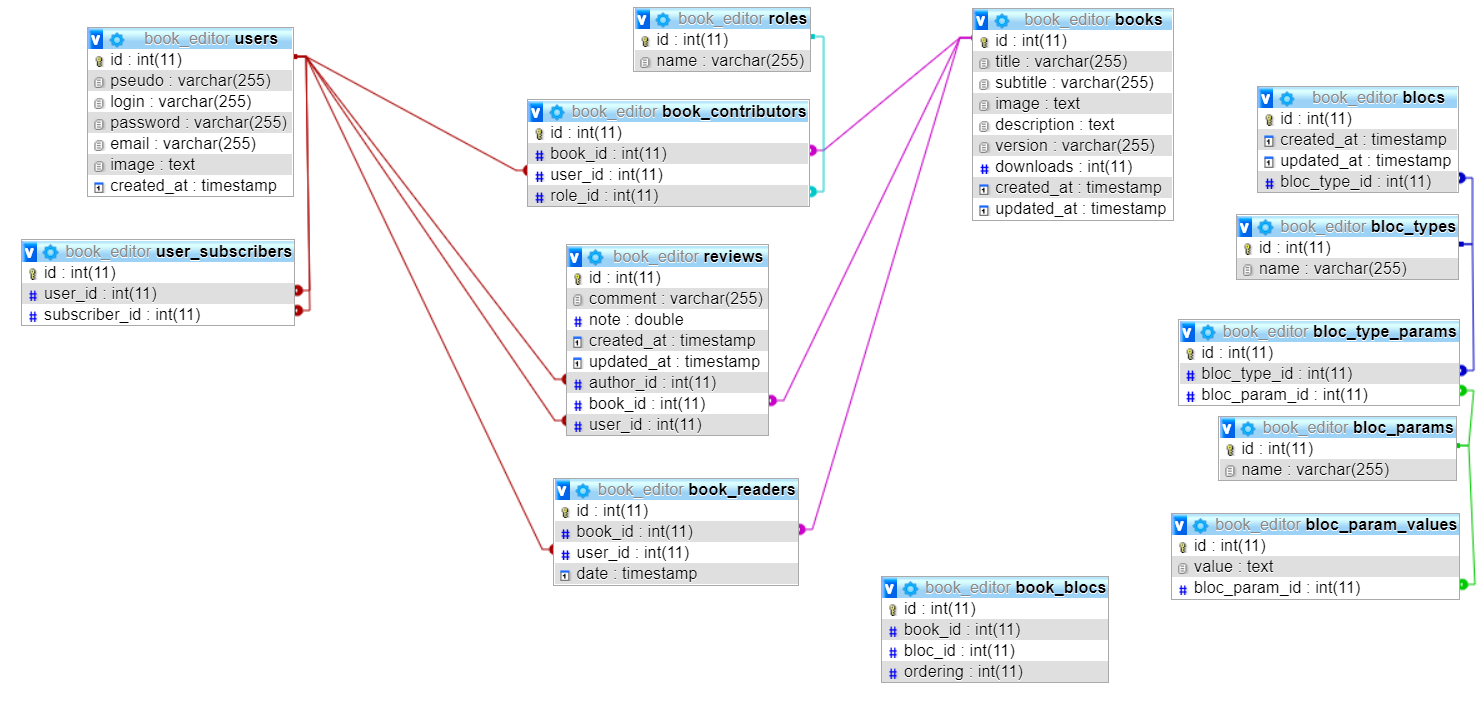 book_editor users
id : int(11)
pseudo : varchar(255)
login : varchar(255)
password : varchar(255)
email : varchar(255)
image : text
created_at : timestamp
book_editor user_subscribers
id : int(11)
user_id : int(11)
subscriber_id : int(11)
book_editor roles
id : int(11)
name : varchar(255)
book_editor book_contributors
id : int(11)
book_id : int(11)
user_id : int(11)
role_id : int(11)
book_editor reviews
id : int(11)
comment : varchar(255)
note : double
created_at : timestamp
updated_at : timestamp
author_id : int(11)
book_id : int(11)
user_id : int(11)
book_editor book_readers
id : int(11)
book_id : int(11)
user_id : int(11)
date : timestamp
book_editor books
id : int(11)
title : varchar(255)
subtitle : varchar(255)
image : text
description : text
version : varchar(255)
downloads : int(11)
created_at : timestamp
updated_at : timestamp
book_editor book_blocs
id : int(11)
book_id : int(11)
bloc_id : int(11)
ordering : int(11)
book_editor blocs
id : int(11)
created_at : timestamp
updated_at : timestamp
bloc_type_id : int(11)
book_editor bloc_types
id : int(11)
name : varchar(255)
book_editor bloc_type_params
id : int(11)
bloc_type_id : int(11)
bloc_param_id : int(11)
book_editor bloc_params
id : int(11)
name : varchar(255)
book_editor bloc_param_values
id : int(11)
value : text
bloc_param_id : int(11)